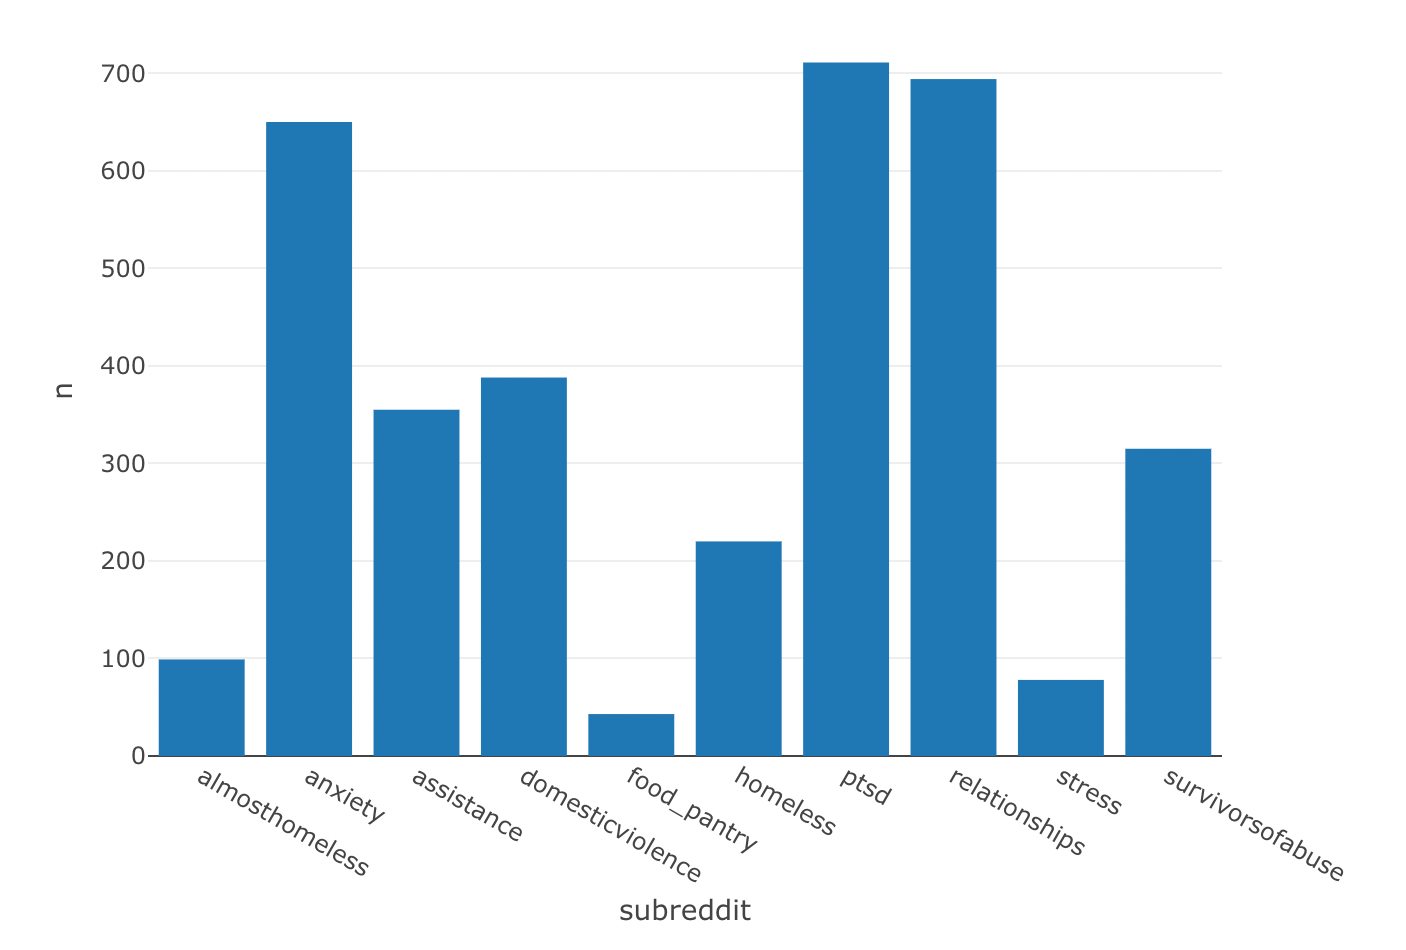 700
600
500
400
300
200
100
0
n
almosthomeless
anxiety
assistance
domesticviolence
food_pantry
homeless
ptsd
relationships
stress
survivorsofabuse
subreddit